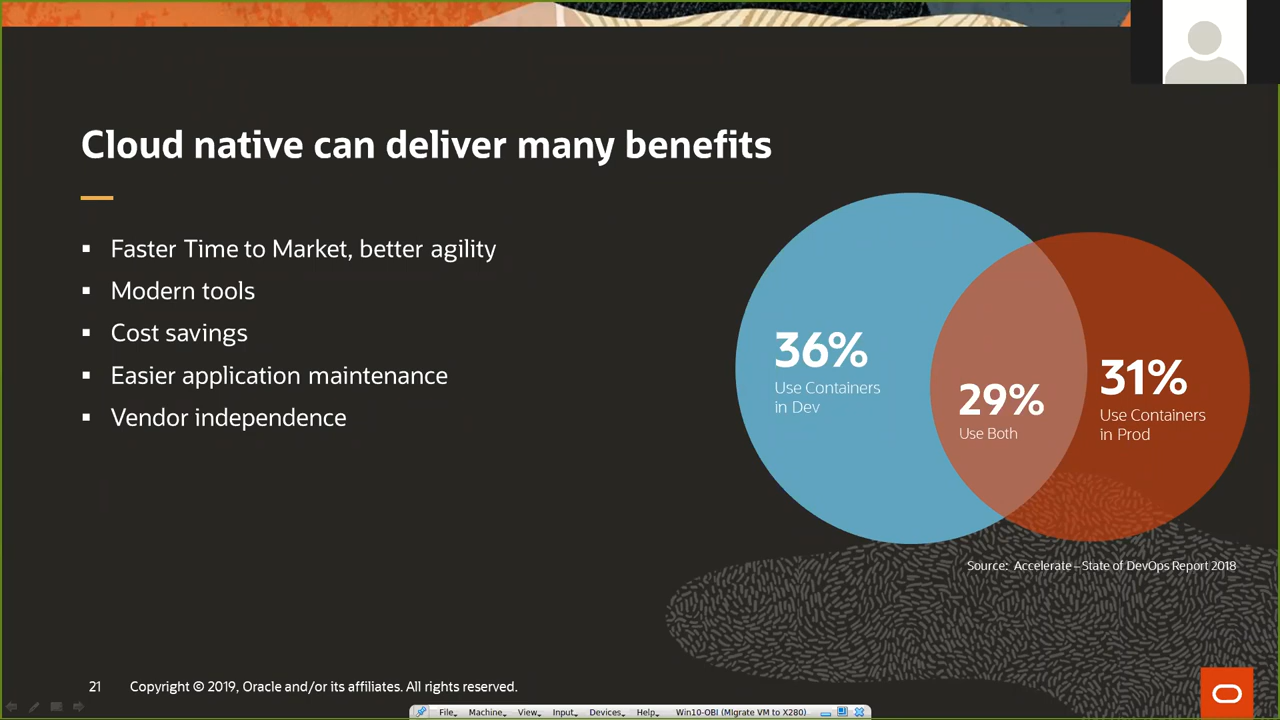 Cloud native can deliver many benefits
▪ Faster Time to Market, better agility
▪ Modern tools
▪ Cost savings
▪ Easier application maintenance
▪ Vendor independence
36%
Use Containers
in Dev
29%
Use Both
31%
Use Containers
in Prod
Source: Accelerate – State of DevOps Report 2018
21 Copyright © 2019, Oracle and/or its affiliates. All rights reserved.
File Machine View Input Devices Help Win10-OBI (MIgrate VM to X280)